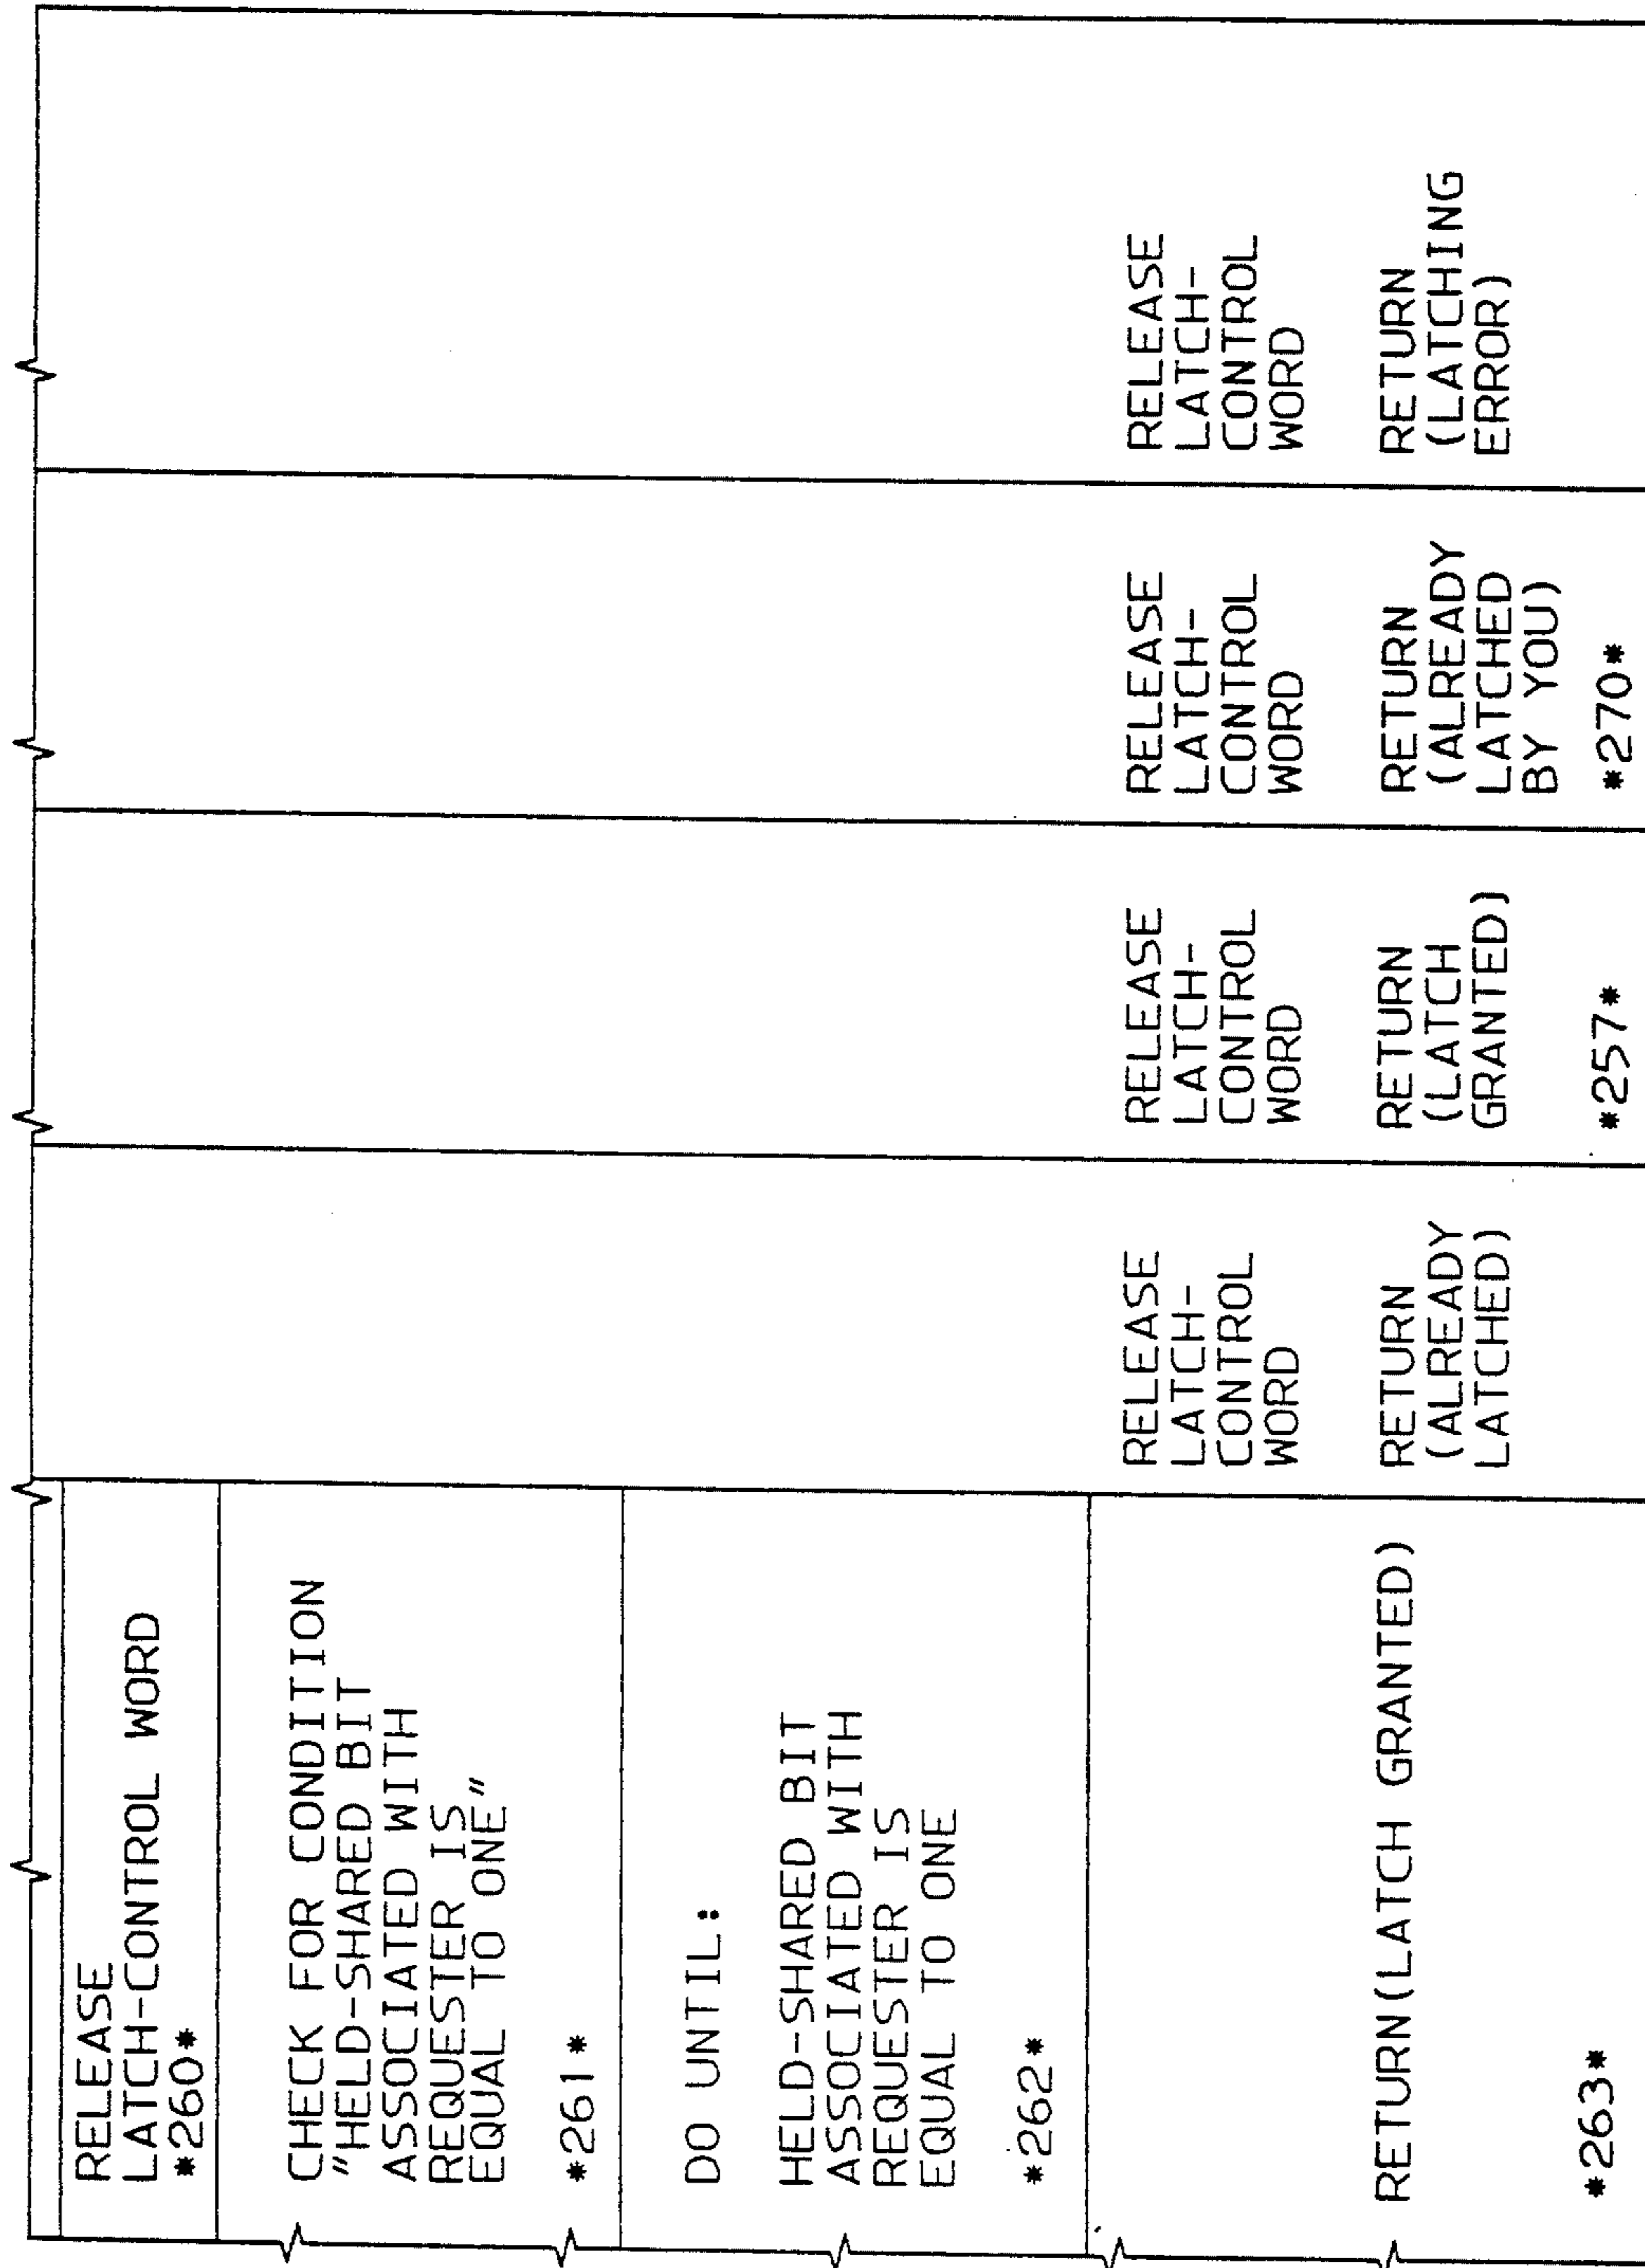 RELEASE
LATCH-CONTROL WORD
*260*
CHECK FOR CONDITION
"HELD-SHARED BIT
ASSOCIATED WITH
REQUESTER IS
EQUAL TO ONE"
*261*
DO UNTIL:
HELD-SHARED BIT
ASSOCIATED WITH
REQUESTER IS
EQUAL TO ONE
*262*
RETURN(LATCH GRANTED)
*263*
RELEASE
LATCH-
CONTROL
WORD
RETURN
(ALREADY
LATCHED)
RELEASE
LATCH-
CONTROL
WORD
RETURN
(LATCH
GRANTED)
*257*
RELEASE
LATCH-
CONTROL
WORD
RETURN
(ALREADY
LATCHED
BY YOU)
*270*
RELEASE
LATCH-
CONTROL
WORD
RETURN
(LATCHING
ERROR)